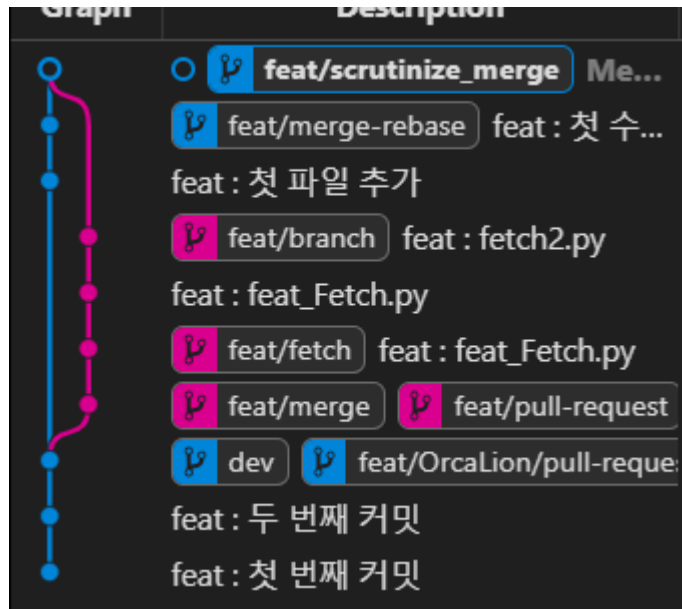 Graph Description
feat/scrutinize_merge Me...
feat/merge-rebase feat : 첫 수...
feat : 첫 파일 추가
feat/branch feat : fetch2.py
feat : feat_Fetch.py
feat/fetch feat : feat_Fetch.py
feat/merge feat/pull-request
dev feat/OrcaLion/pull-reque
feat : 두 번째 커밋
feat : 첫 번째 커밋